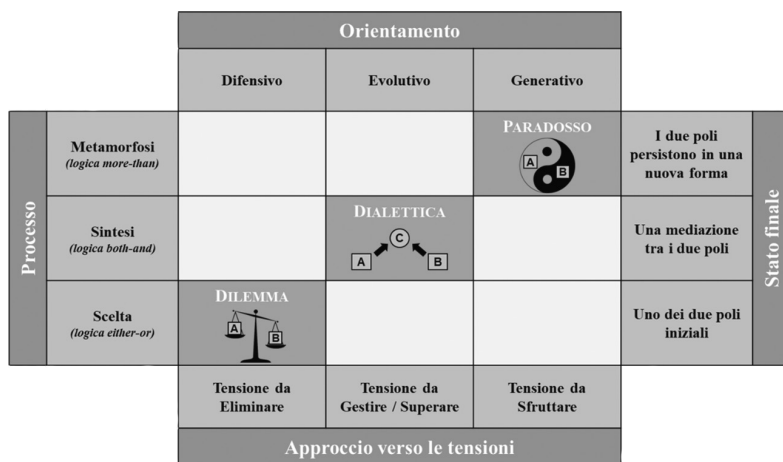 Orientamento
Difensivo
Evolutivo
Generativo
Processo
Metamorfosi
(logica more-than)
PARADOSSO
A
B
I due poli
persistono in una
nuova forma
Stato finale
Sintesi
(logica both-and)
DIALETTICA
C
A
B
Una mediazione
tra i due poli
Scelta
(logica either-or)
DILEMMA
A
B
Uno dei due poli
iniziali
Tensione da
Eliminare
Tensione da
Gestire / Superare
Tensione da
Sfruttare
Approccio verso le tensioni